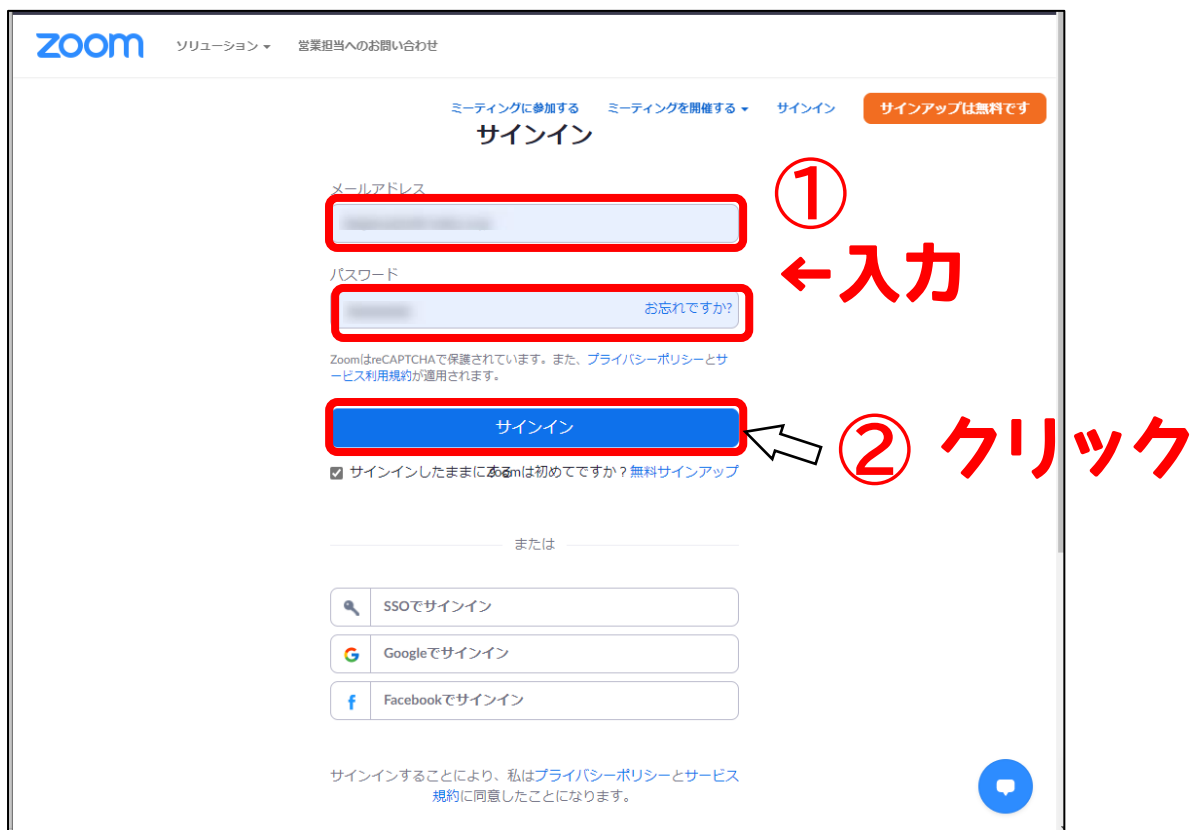 zoom ソリューション 営業担当へのお問い合わせ
ミーティングに参加する ミーティングを開催する サインイン サインアップは無料です
サインイン
メールアドレス
①
←入力
パスワード
お忘れですか?
ZoomはreCAPTCHAで保護されています。また、プライバシーポリシーとサ
ービス利用規約が適用されます。
サインイン
② クリック
サインインしたままにする Zoomは初めてですか？無料サインアップ
または
SSOでサインイン
Googleでサインイン
Facebookでサインイン
サインインすることにより、私はプライバシーポリシーとサービス
規約に同意したことになります。